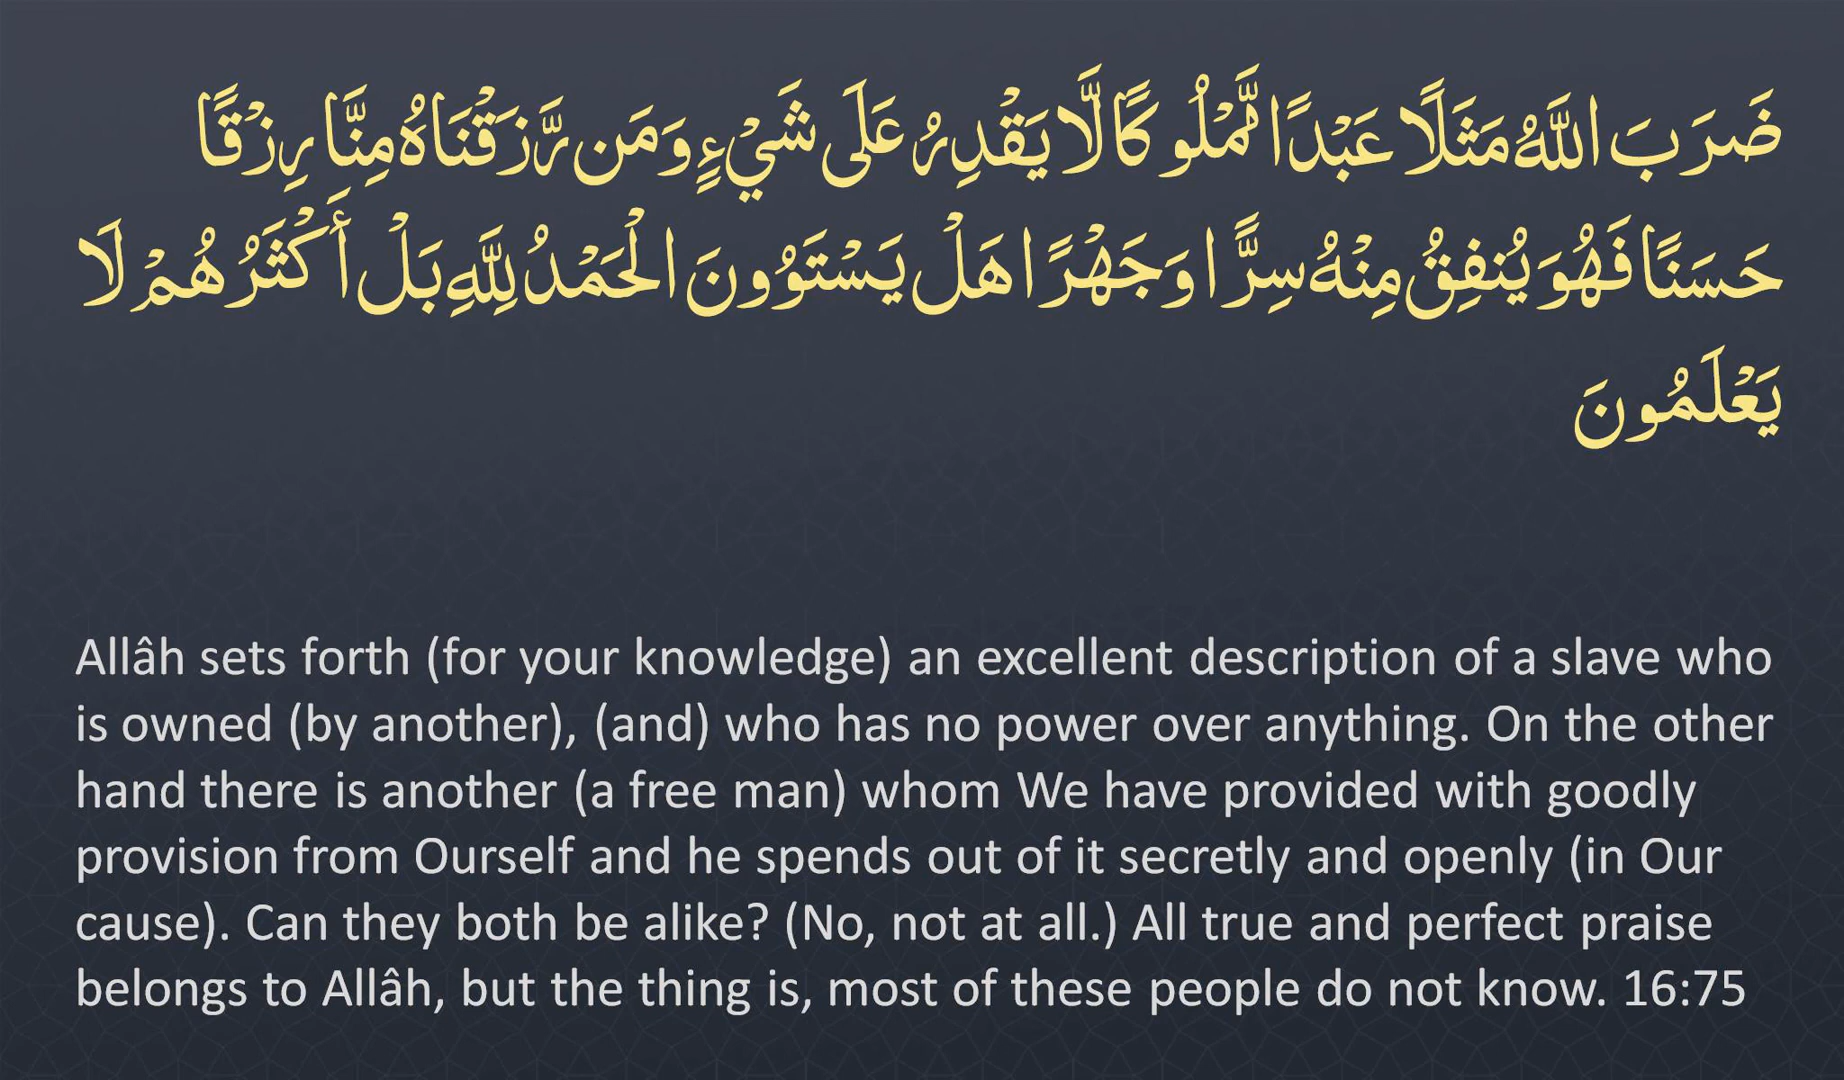 ضَرَبَ اللَّهُ مَثَلًا عَبْدًا مَّمْلُوكًا لَّا يَقْدِرُ عَلَى شَيْءٍ وَمَن رَّزَقْنَاهُ مِنَّا رِزْقًا
حَسَنًا فَهُوَ يُنفِقُ مِنْهُ سِرًّا وَجَهْرًا هَلْ يَسْتَوُونَ الْحَمْدُ لِلَّهِ بَلْ أَكْثَرُهُمْ لَا
يَعْلَمُونَ
Allâh sets forth (for your knowledge) an excellent description of a slave who
is owned (by another), (and) who has no power over anything. On the other
hand there is another (a free man) whom We have provided with goodly
provision from Ourself and he spends out of it secretly and openly (in Our
cause). Can they both be alike? (No, not at all.) All true and perfect praise
belongs to Allâh, but the thing is, most of these people do not know. 16:75